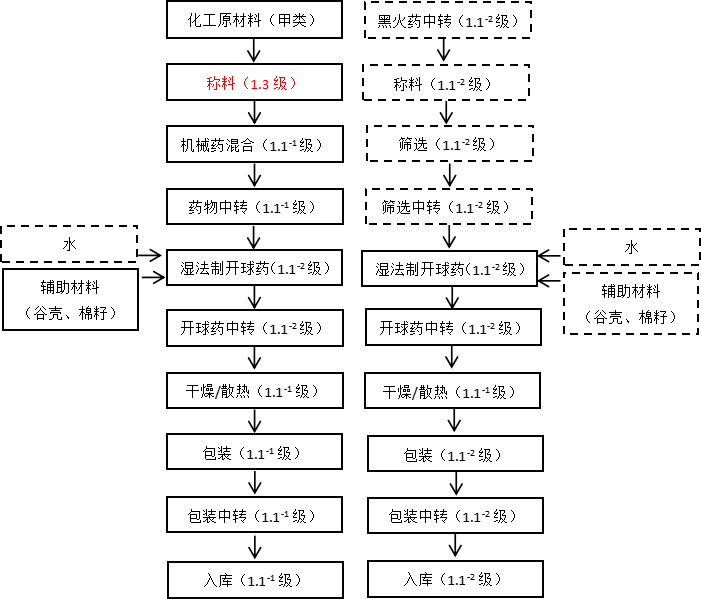 化工原材料（甲类）
称料（1.3 级）
机械药混合（1.1⁻¹级）
药物中转（1.1⁻¹级）
水
辅助材料
（谷壳、棉籽）
湿法制开球药（1.1⁻²级）
开球药中转（1.1⁻²级）
干燥/散热（1.1⁻¹级）
包装（1.1⁻¹级）
包装中转（1.1⁻¹级）
入库（1.1⁻¹级）
黑火药中转（1.1⁻²级）
称料（1.1⁻²级）
筛选（1.1⁻²级）
筛选中转（1.1⁻²级）
水
辅助材料
（谷壳、棉籽）
湿法制开球药（1.1⁻²级）
开球药中转（1.1⁻²级）
干燥/散热（1.1⁻¹级）
包装（1.1⁻²级）
包装中转（1.1⁻²级）
入库（1.1⁻²级）